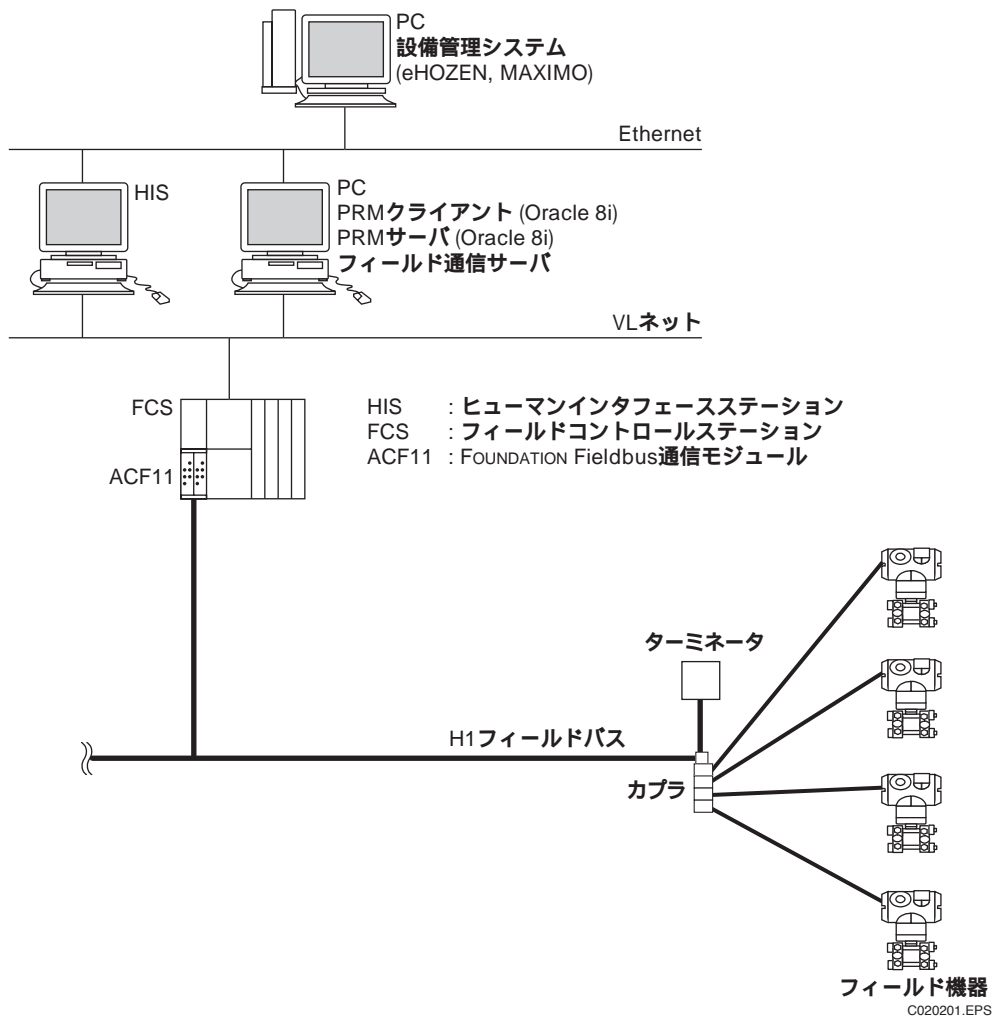 PC
設備管理システム
(eHOZEN, MAXIMO)
Ethernet
HIS
PC
PRMクライアント (Oracle 8i)
PRMサーバ (Oracle 8i)
フィールド通信サーバ
VLネット
FCS
ACF11
HIS : ヒューマンインタフェースステーション
FCS : フィールドコントロールステーション
ACF11 : FOUNDATION Fieldbus通信モジュール
ターミネータ
H1フィールドバス
カプラ
フィールド機器
C020201.EPS